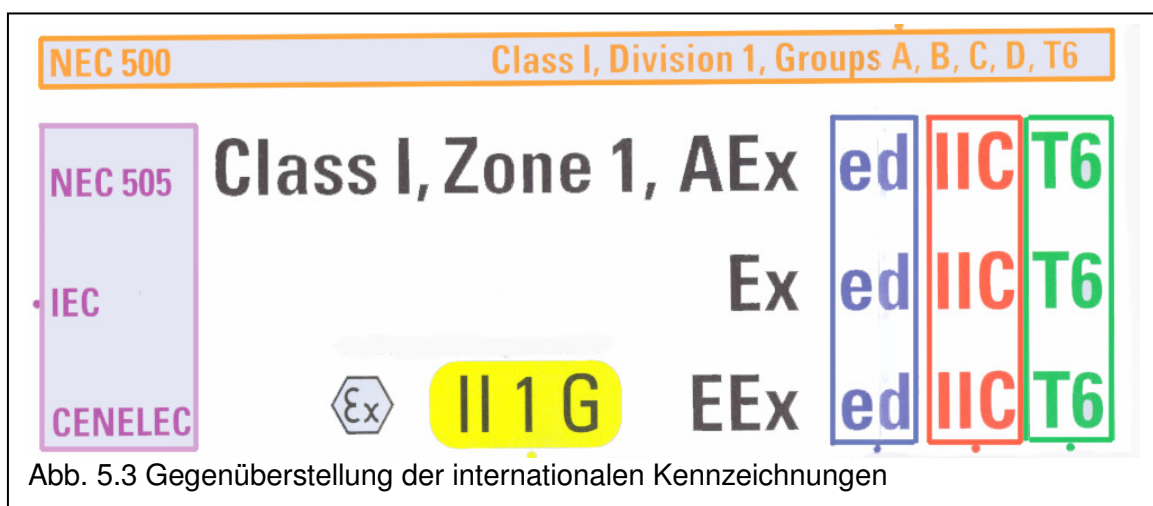 NEC 500 Class I, Division 1, Groups A, B, C, D, T6
NEC 505 Class I, Zone 1, AEx ed IIC T6
IEC Ex ed IIC T6
CENELEC Ex II 1 G EEx ed IIC T6
Abb. 5.3 Gegenüberstellung der internationalen Kennzeichnungen